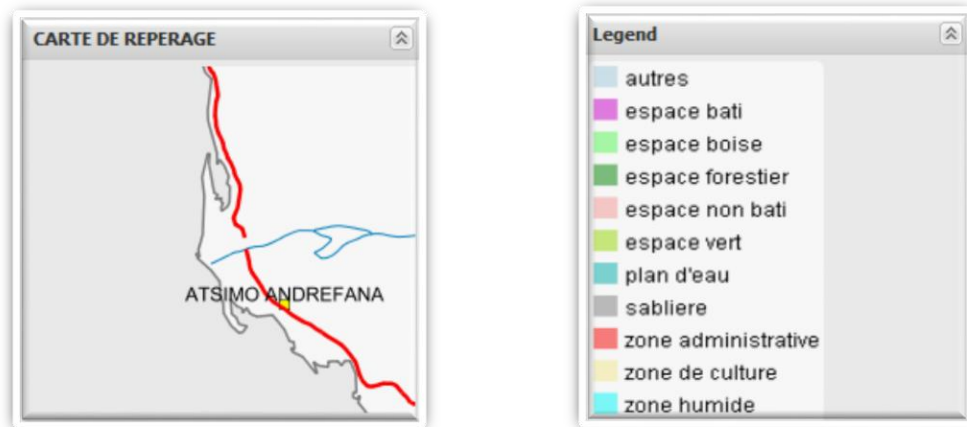 CARTE DE REPERAGE
ATSIMO ANDREFANA
Legend
autres
espace bati
espace boise
espace forestier
espace non bati
espace vert
plan d'eau
sabliere
zone administrative
zone de culture
zone humide